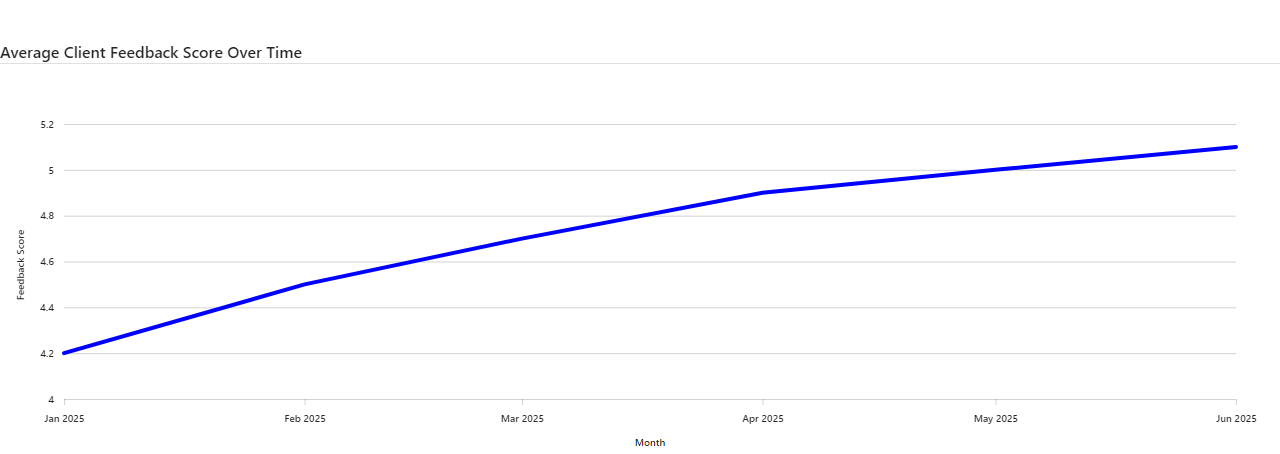 Average Client Feedback Score Over Time
5.2
5
4.8
4.6
4.4
4.2
4
Feedback Score
Jan 2025 Feb 2025 Mar 2025 Apr 2025 May 2025 Jun 2025
Month